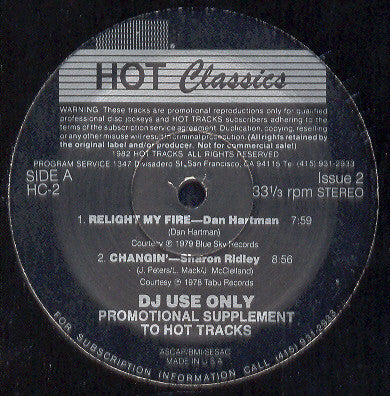 HOT Classics
WARNING: These tracks are promotional reproductions only for qualified
professional disc jockeys and HOT TRACKS subscribers adhering to the
terms of the subscription service agreement. Duplication, copying, reselling
or any other misuse will result in criminal prosecution. (All rights retained by
the original label and/or producer. Not for commercial sale!)
1982 HOT TRACKS ALL RIGHTS RESERVED
PROGRAM SERVICE 1347 Divisadero St., San Francisco, CA 94115 Tel: (415) 931-2933
SIDE A
HC-2
Issue 2
33 1/3 rpm STEREO
1. RELIGHT MY FIRE—Dan Hartman 7:59
(Dan Hartman)
Courtesy ℗ 1979 Blue Sky Records
2. CHANGIN'—Sharon Ridley 8:56
(J. Peters/L. Mack/J. McClelland)
Courtesy ℗ 1978 Tabu Records
DJ USE ONLY
PROMOTIONAL SUPPLEMENT
TO HOT TRACKS
ASCAP/BMI/SESAC
MADE IN U S A
FOR SUBSCRIPTION INFORMATION CALL (415) 931-2933